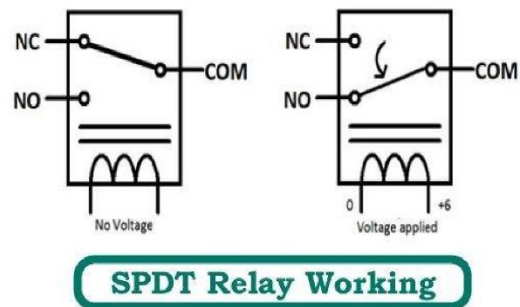 NC
COM
NO
No Voltage
NC
COM
NO
0 +6
Voltage applied
SPDT Relay Working